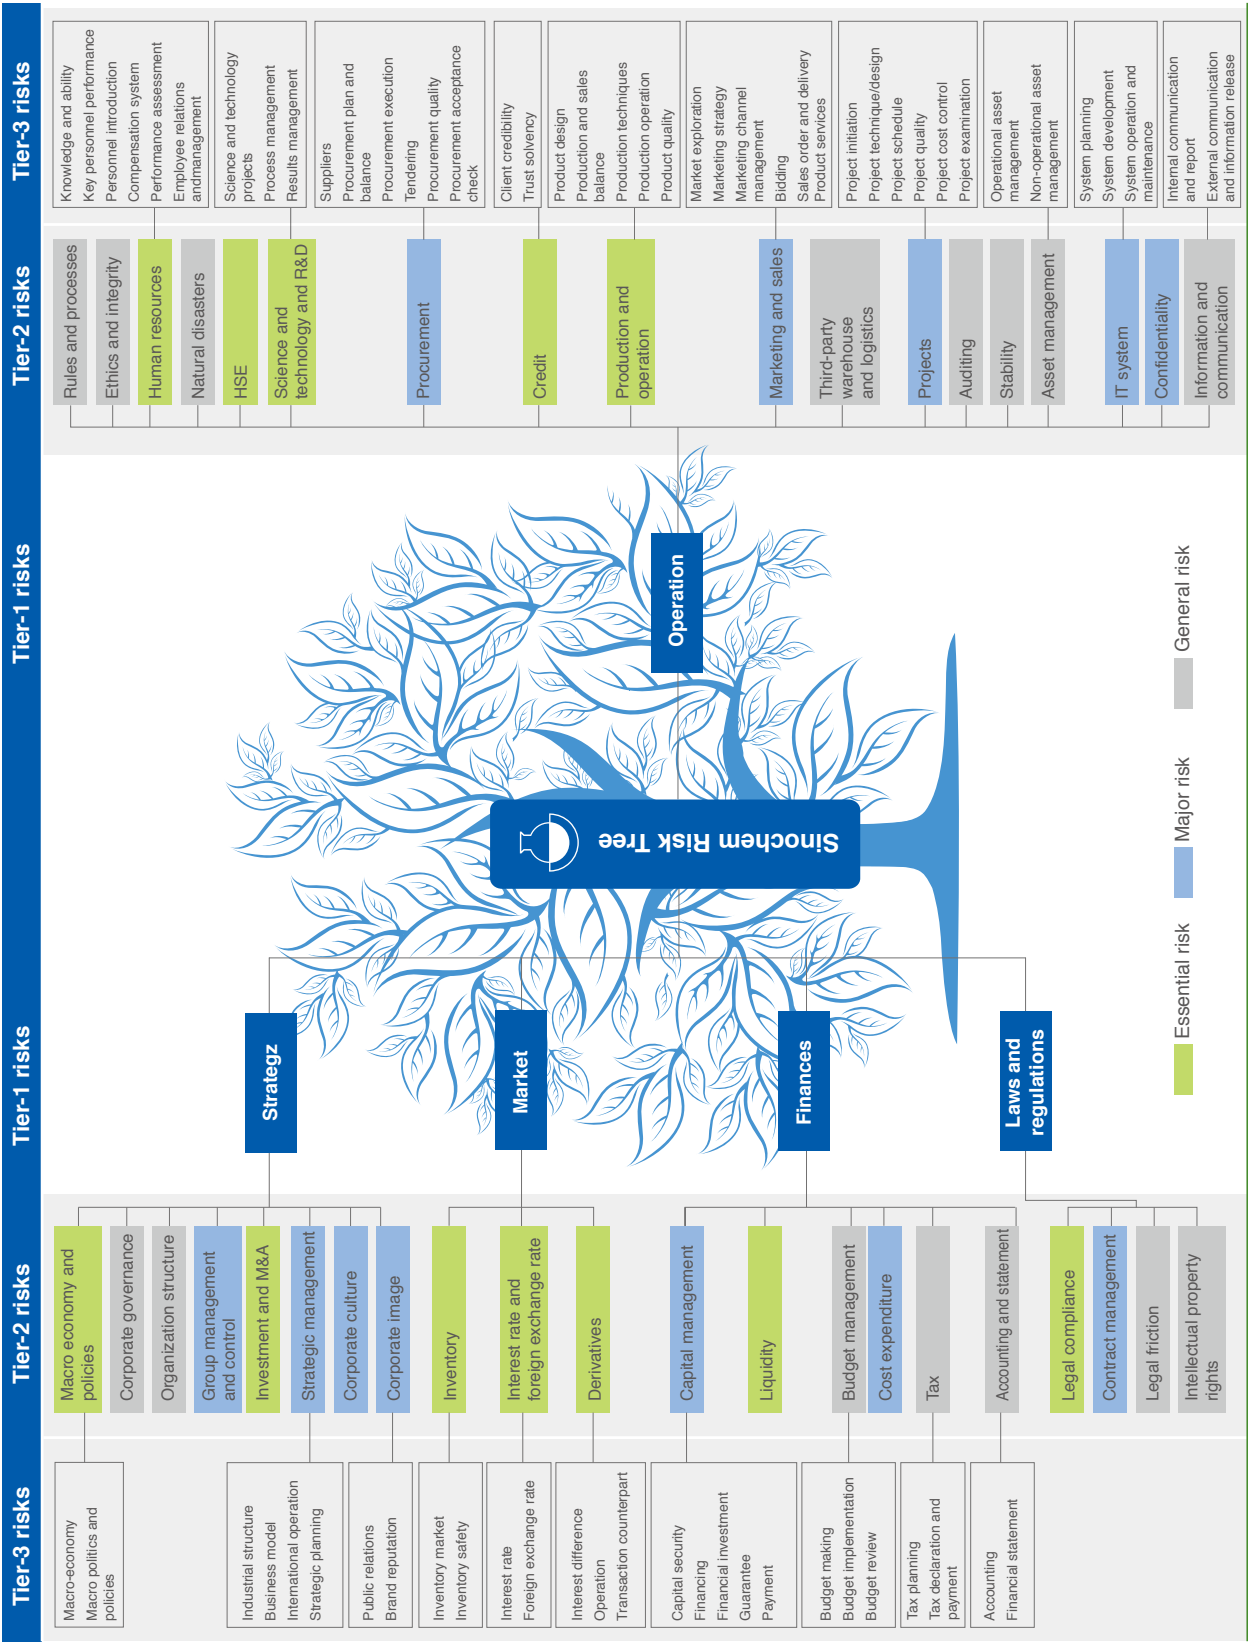 Tier-3 risks
Tier-2 risks
Tier-1 risks
Tier-1 risks
Tier-2 risks
Tier-3 risks
Macro-economy
Macro politics and
policies
Industrial structure
Business model
International operation
Strategic planning
Public relations
Brand reputation
Inventory market
Inventory safety
Interest rate
Foreign exchange rate
Interest difference
Operation
Transaction counterpart
Capital security
Financing
Financial investment
Guarantee
Payment
Budget making
Budget implementation
Budget review
Tax planning
Tax declaration and
payment
Accounting
Financial statement
Macro economy and
policies
Corporate governance
Organization structure
Group management
and control
Investment and M&A
Strategic management
Corporate culture
Corporate image
Inventory
Interest rate and
foreign exchange rate
Derivatives
Capital management
Liquidity
Budget management
Cost expenditure
Tax
Accounting and statement
Legal compliance
Contract management
Legal friction
Intellectual property
rights
Strategz
Market
Finances
Laws and
regulations
Sinochem Risk Tree
Operation
Essential risk
Major risk
General risk
Rules and processes
Ethics and integrity
Human resources
Natural disasters
HSE
Science and
technology and R&D
Procurement
Credit
Production and
operation
Marketing and sales
Third-party
warehouse
and logistics
Projects
Auditing
Stability
Asset management
IT system
Confidentiality
Information and
communication
Knowledge and ability
Key personnel performance
Personnel introduction
Compensation system
Performance assessment
Employee relations
andmanagement
Science and technology
projects
Process management
Results management
Suppliers
Procurement plan and
balance
Procurement execution
Tendering
Procurement quality
Procurement acceptance
check
Client credibility
Trust solvency
Product design
Production and sales
balance
Production techniques
Production operation
Product quality
Market exploration
Marketing strategy
Marketing channel
management
Bidding
Sales order and delivery
Product services
Project initiation
Project technique/design
Project schedule
Project quality
Project cost control
Project examination
Operational asset
management
Non-operational asset
management
System planning
System development
System operation and
maintenance
Internal communication
and report
External communication
and information release